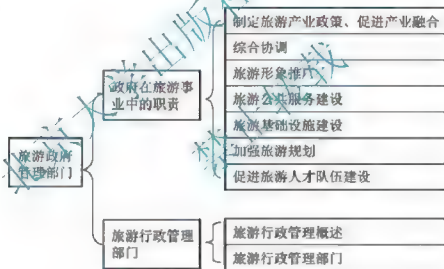 制定旅游产业政策、促进产业融合
综合协调
旅游形象推广
政府在旅游事
业中的职责
旅游公共服务建设
旅游基础设施建设
加强旅游规划
促进旅游人才队伍建设
旅游政府
管理部门
旅游行政管理
部门
旅游行政管理概述
旅游行政管理部门